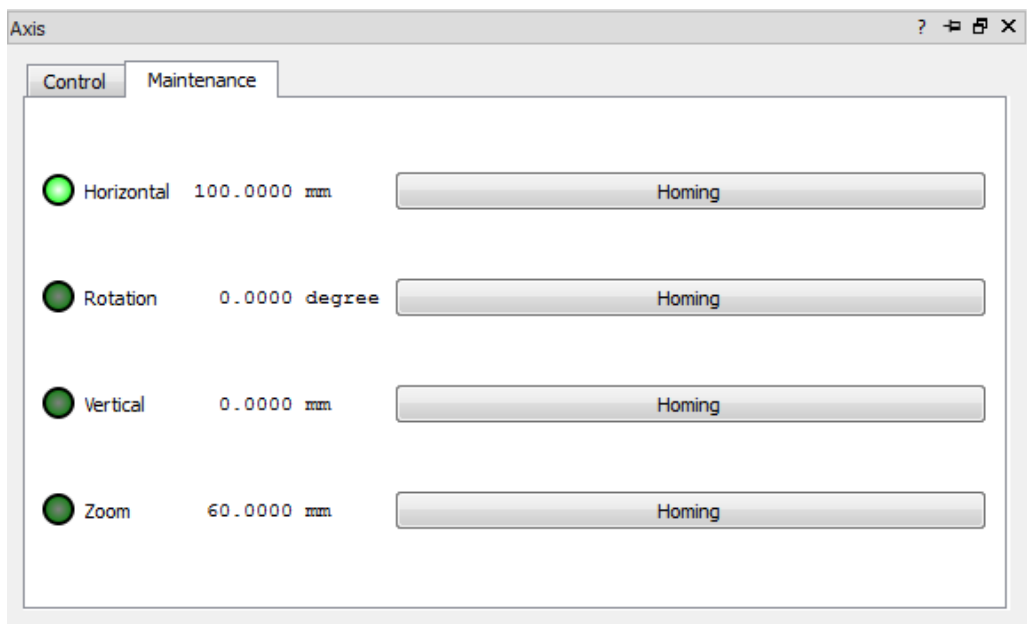 Axis ?
Control Maintenance
Horizontal 100.0000 mm Homing
Rotation 0.0000 degree Homing
Vertical 0.0000 mm Homing
Zoom 60.0000 mm Homing